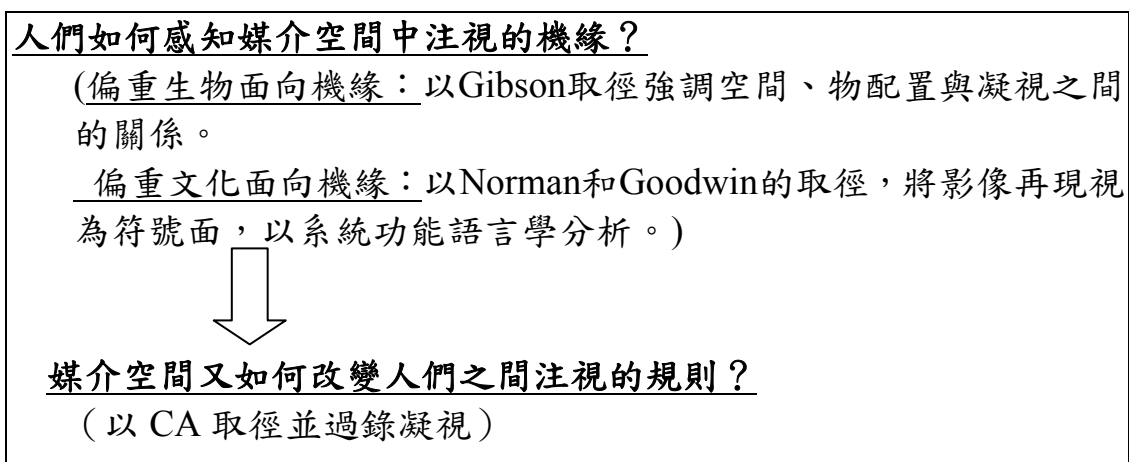 人們如何感知媒介空間中注視的機緣？
(偏重生物面向機緣：以Gibson取徑強調空間、物配置與凝視之間
的關係。
偏重文化面向機緣：以Norman和Goodwin的取徑，將影像再現視
為符號面，以系統功能語言學分析。)
媒介空間又如何改變人們之間注視的規則？
（以 CA 取徑並過錄凝視）